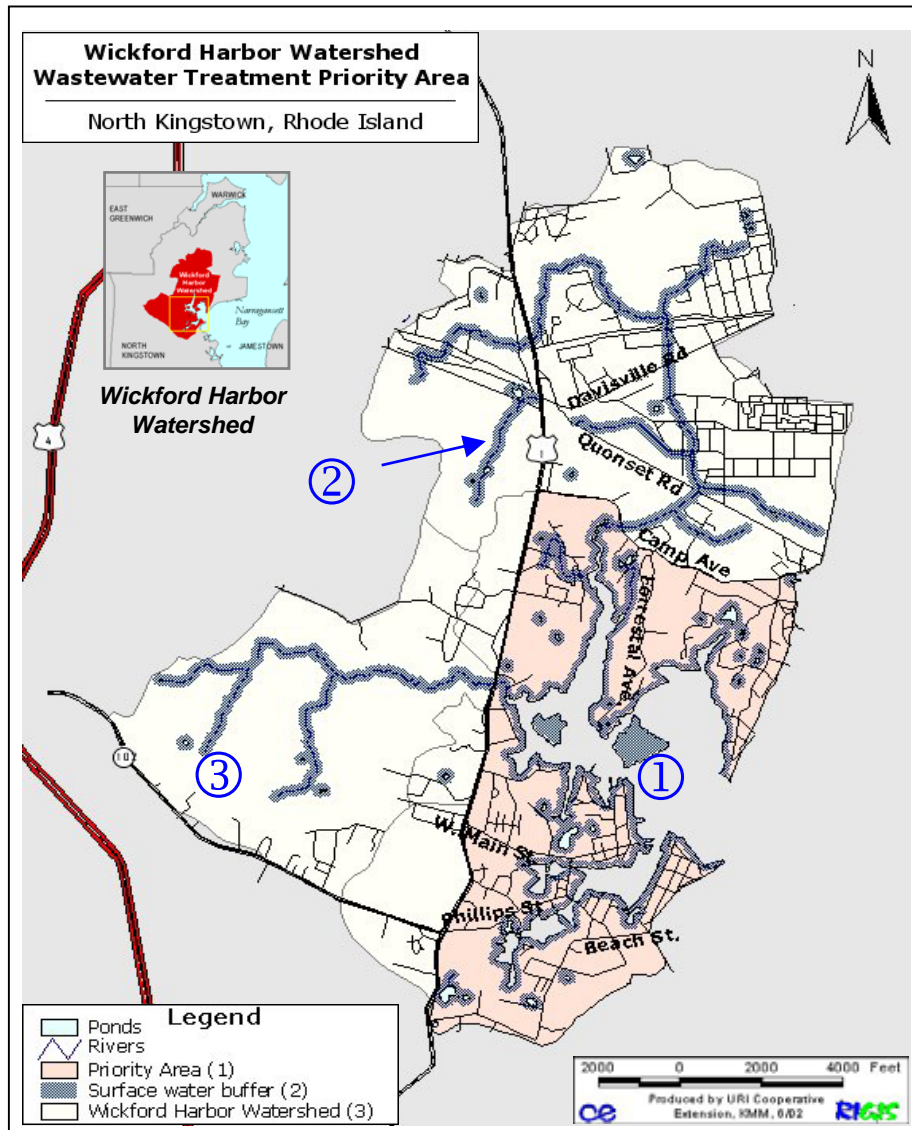 Wickford Harbor Watershed
Wastewater Treatment Priority Area
North Kingstown, Rhode Island
N
EAST
GREENWICH
WARWICK
Wickford
Harbor
Watershed
Narragansett
Bay
NORTH
KINGSTOWN
JAMESTOWN
Wickford Harbor
Watershed
4
1
Davisville Rd
Quonset Rd
②
Camp Ave
Forrestal Ave.
102
③
①
W. Main St
Phillips St
Beach St.
Legend
Ponds
Rivers
Priority Area (1)
Surface water buffer (2)
Wickford Harbor Watershed (3)
2000 0 2000 4000 Feet
Produced by URI Cooperative
Extension, KMM, 6/02
ce
RIGIS